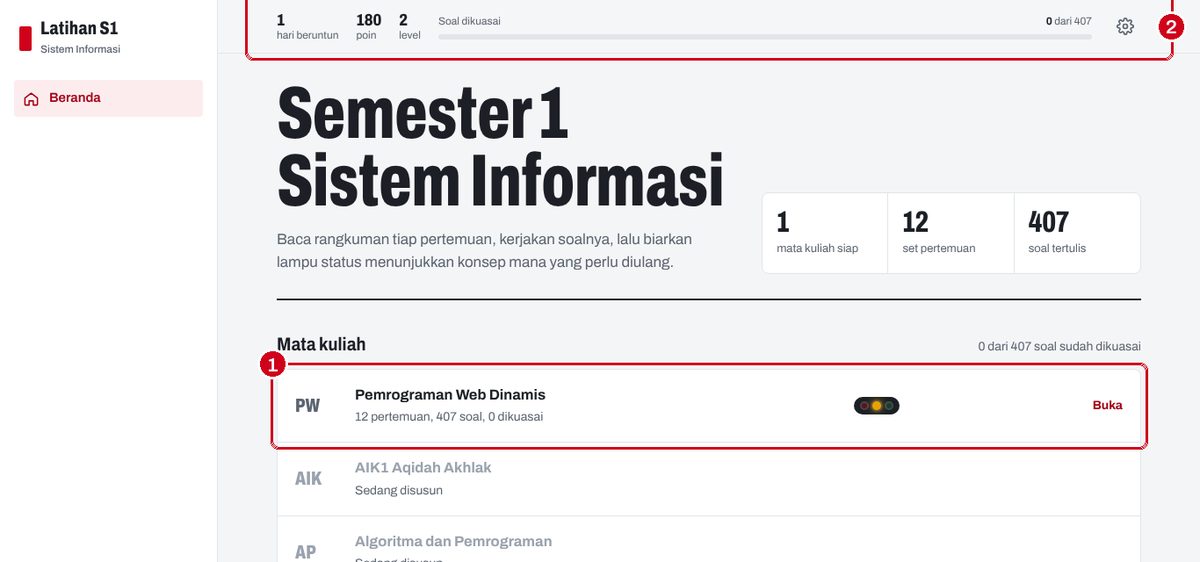 Latihan S1
Sistem Informasi
Beranda
1
hari beruntun
180
poin
2
level
Soal dikuasai
0 dari 407
2
Semester 1
Sistem Informasi
Baca rangkuman tiap pertemuan, kerjakan soalnya, lalu biarkan
lampu status menunjukkan konsep mana yang perlu diulang.
1
mata kuliah siap
12
set pertemuan
407
soal tertulis
Mata kuliah
0 dari 407 soal sudah dikuasai
1
PW
Pemrograman Web Dinamis
12 pertemuan, 407 soal, 0 dikuasai
Buka
AIK
AIK1 Aqidah Akhlak
Sedang disusun
AP
Algoritma dan Pemrograman